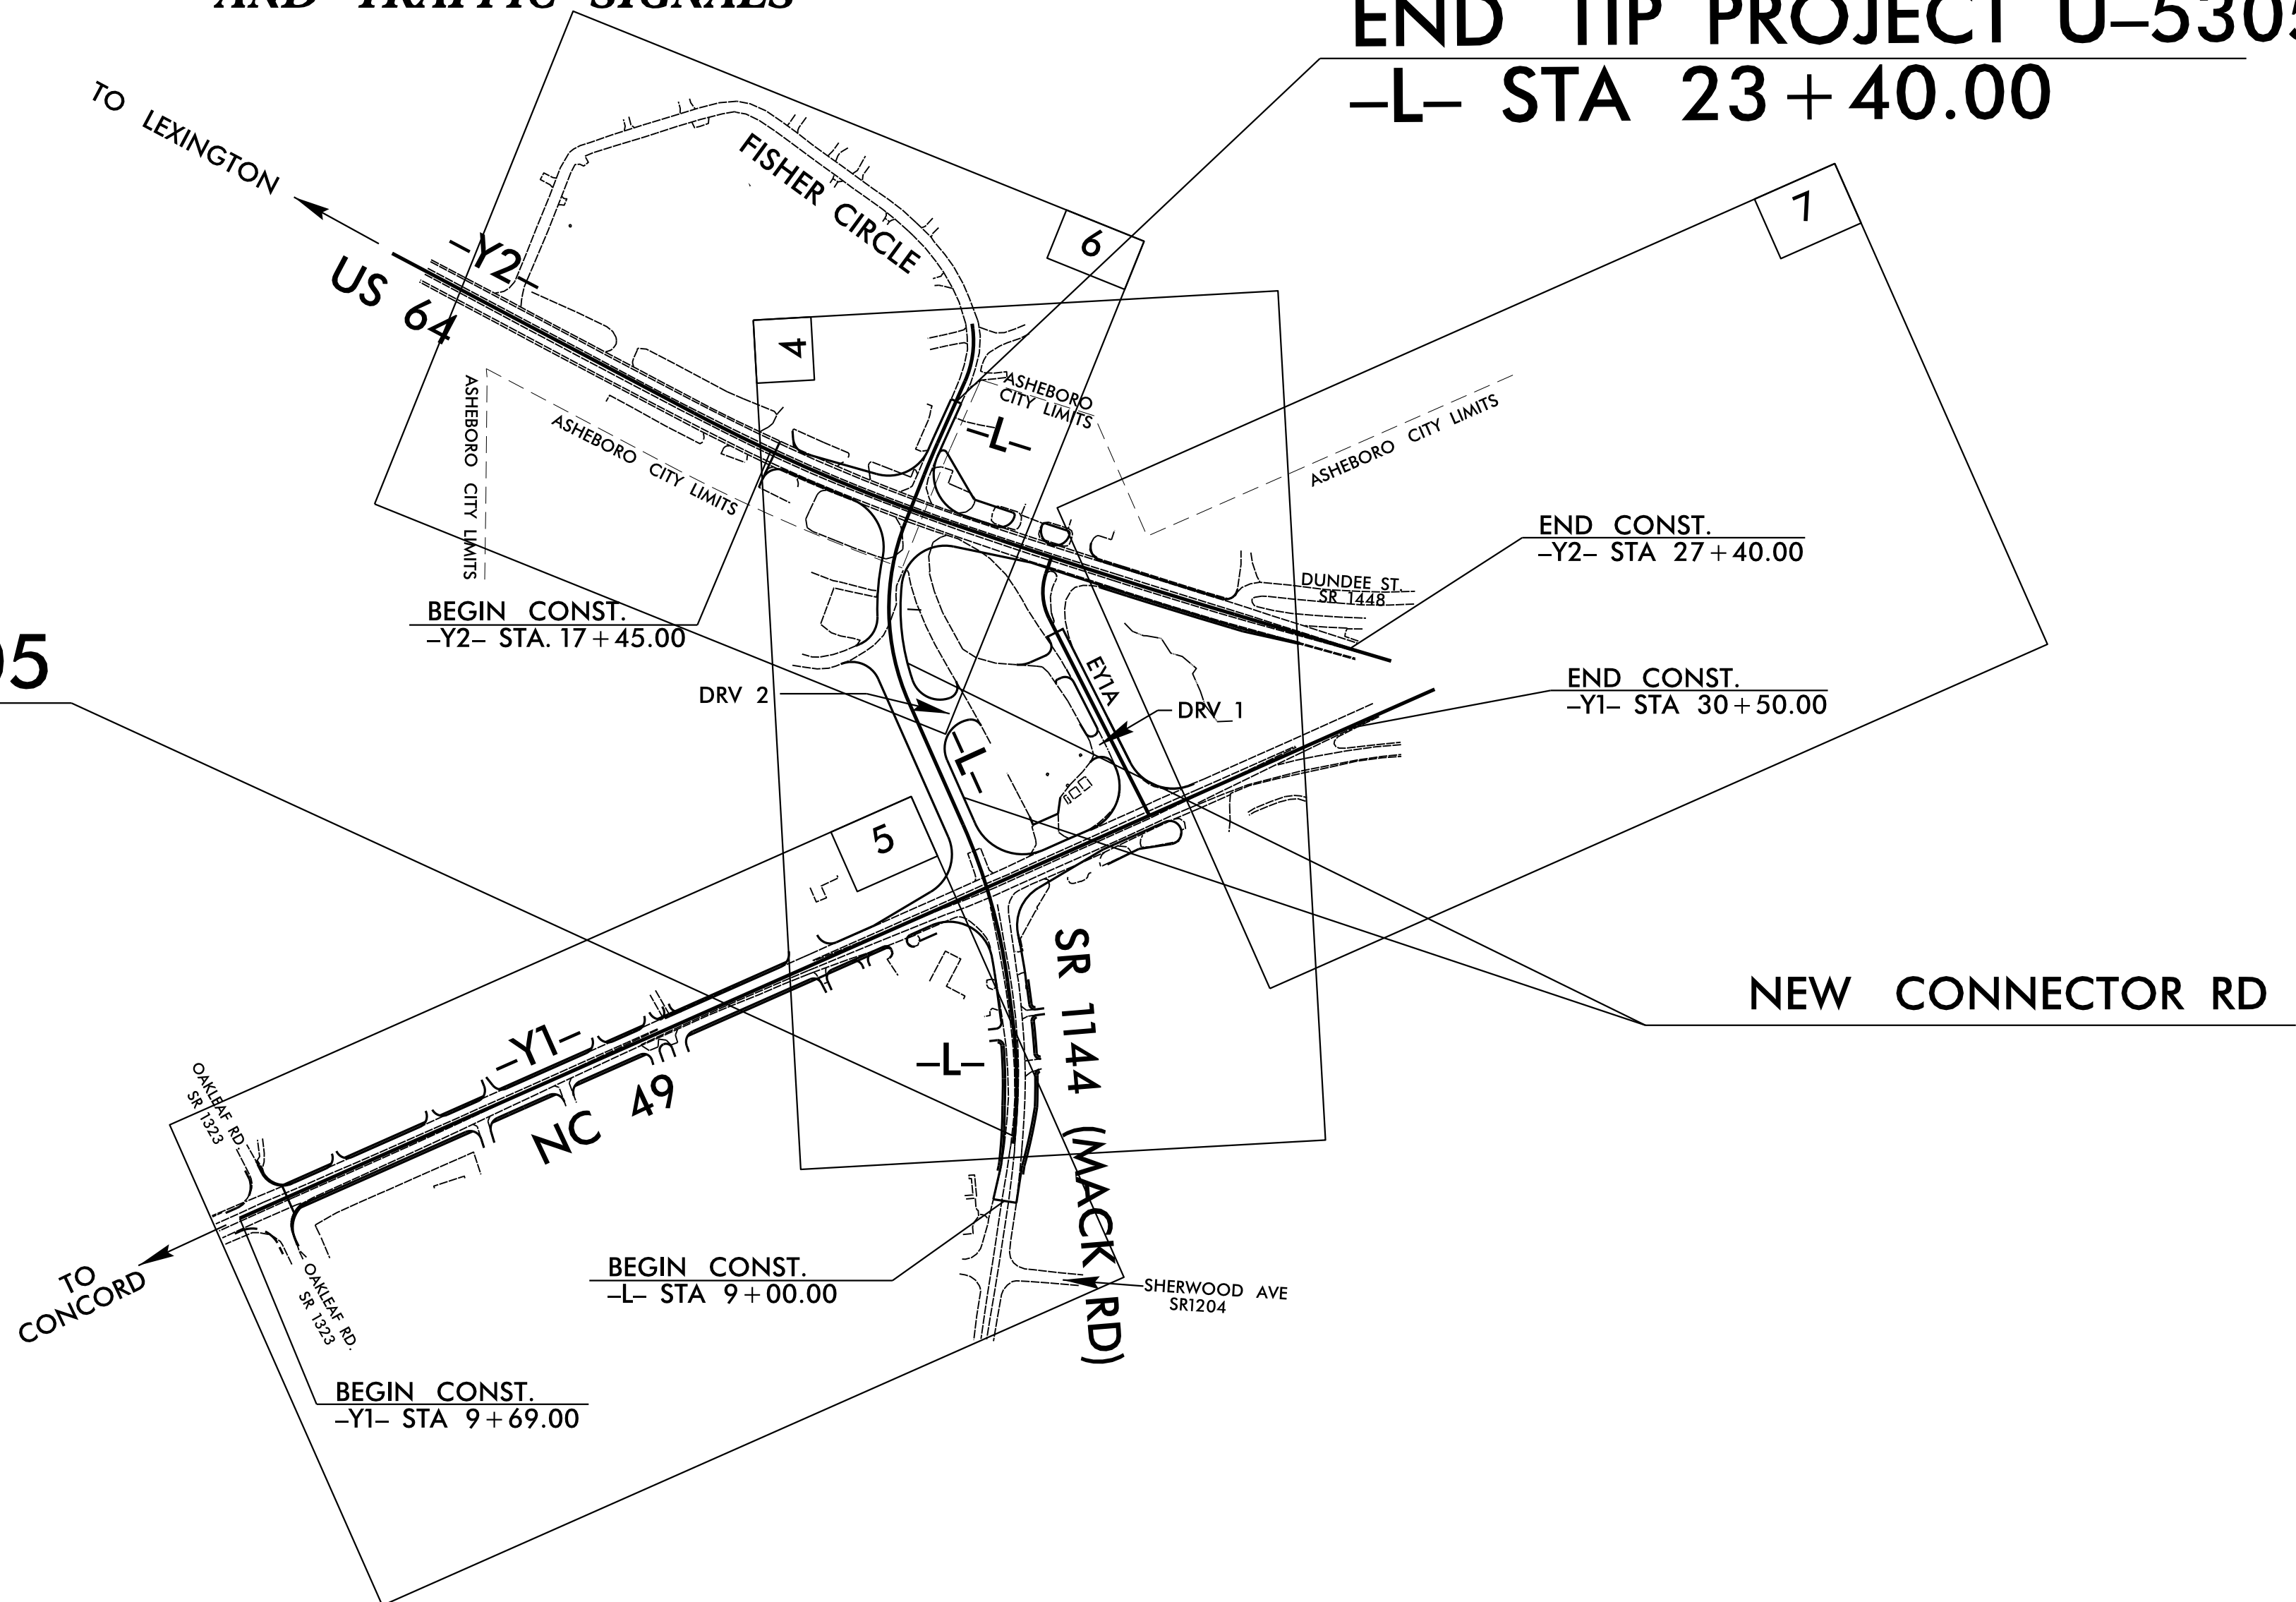 AND TRAFFIC SIGNALS
END TIP PROJECT U–5305
–L– STA 23+40.00
TO LEXINGTON
FISHER CIRCLE
–Y2–
US 64
6
7
4
ASHEBORO
CITY LIMITS
–L–
ASHEBORO CITY LIMITS
ASHEBORO CITY LIMITS
ASHEBORO CITY LIMITS
END CONST.
–Y2– STA 27+40.00
DUNDEE ST.
SR 1448
BEGIN CONST.
–Y2– STA. 17+45.00
05
EY1A
END CONST.
–Y1– STA 30+50.00
DRV 2
DRV 1
–L–
5
NEW CONNECTOR RD
SR 1144 (MACK RD)
–Y1–
–L–
NC 49
OAKLEAF RD
SR 1323
TO
CONCORD
OAKLEAF RD.
SR 1323
BEGIN CONST.
–L– STA 9+00.00
SHERWOOD AVE
SR1204
BEGIN CONST.
–Y1– STA 9+69.00